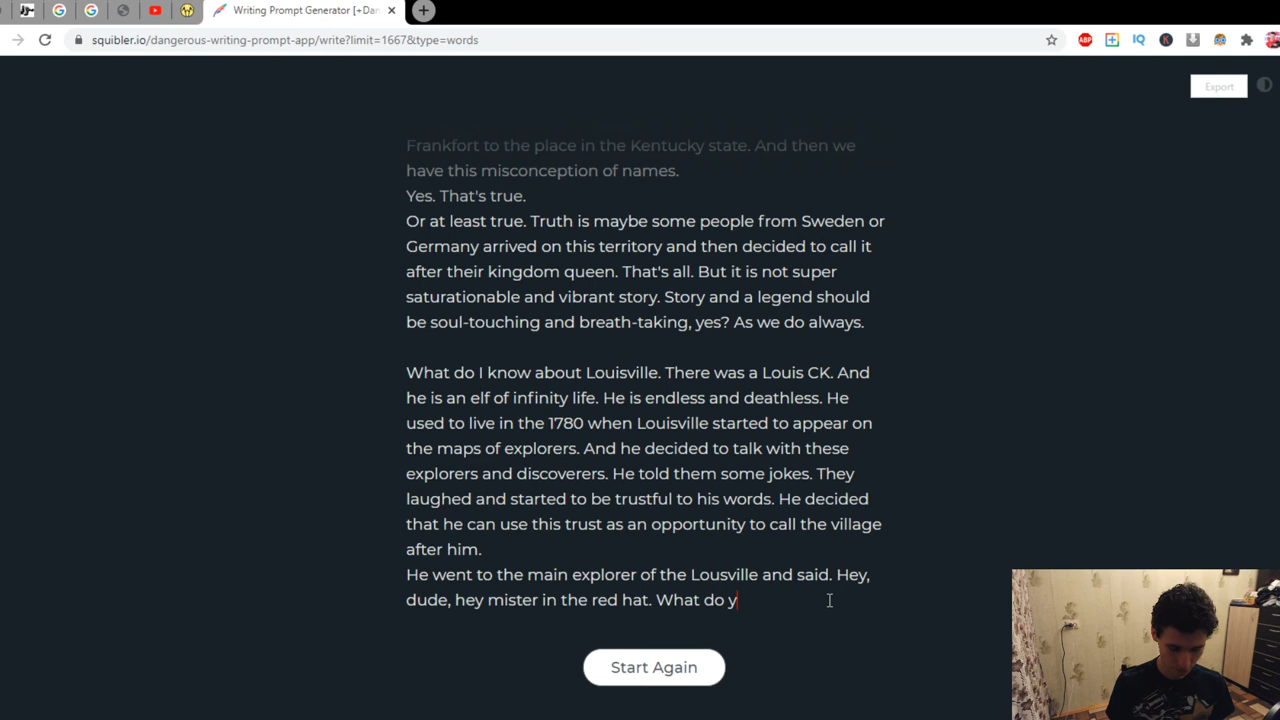 Writing Prompt Generator [+Dan
squibler.io/dangerous-writing-prompt-app/write?limit=1667&type=words
ABP
IQ
K
Export
Frankfort to the place in the Kentucky state. And then we
have this misconception of names.
Yes. That's true.
Or at least true. Truth is maybe some people from Sweden or
Germany arrived on this territory and then decided to call it
after their kingdom queen. That's all. But it is not super
saturationable and vibrant story. Story and a legend should
be soul-touching and breath-taking, yes? As we do always.
What do I know about Louisville. There was a Louis CK. And
he is an elf of infinity life. He is endless and deathless. He
used to live in the 1780 when Louisville started to appear on
the maps of explorers. And he decided to talk with these
explorers and discoverers. He told them some jokes. They
laughed and started to be trustful to his words. He decided
that he can use this trust as an opportunity to call the village
after him.
He went to the main explorer of the Lousville and said. Hey,
dude, hey mister in the red hat. What do y
Start Again